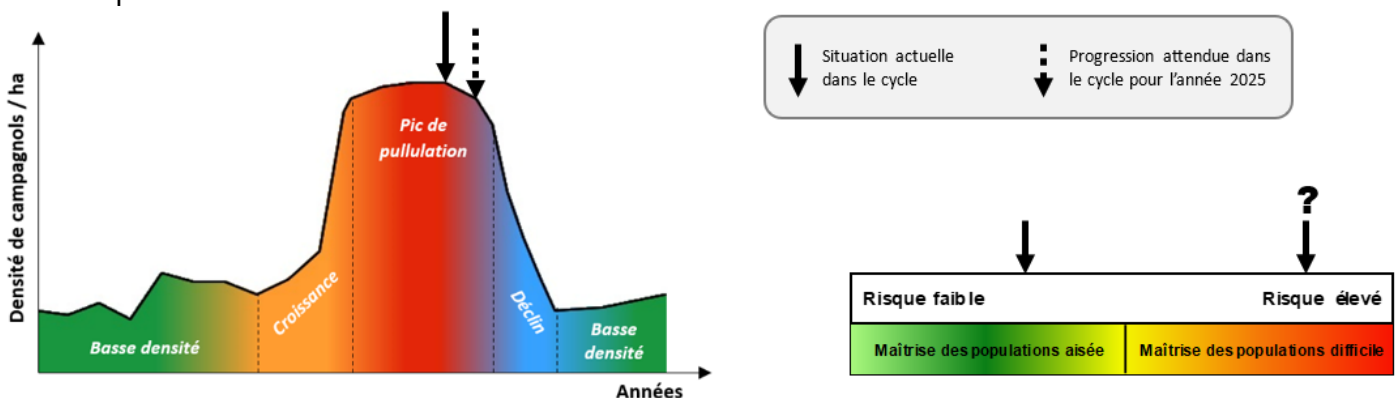 Densité de campagnols / ha
Pic de
pullulation
Croissance
Déclin
Basse densité
Basse
densité
Années
Situation actuelle
dans le cycle
Progression attendue dans
le cycle pour l'année 2025
?
Risque faible
Risque élevé
Maîtrise des populations aisée
Maîtrise des populations difficile